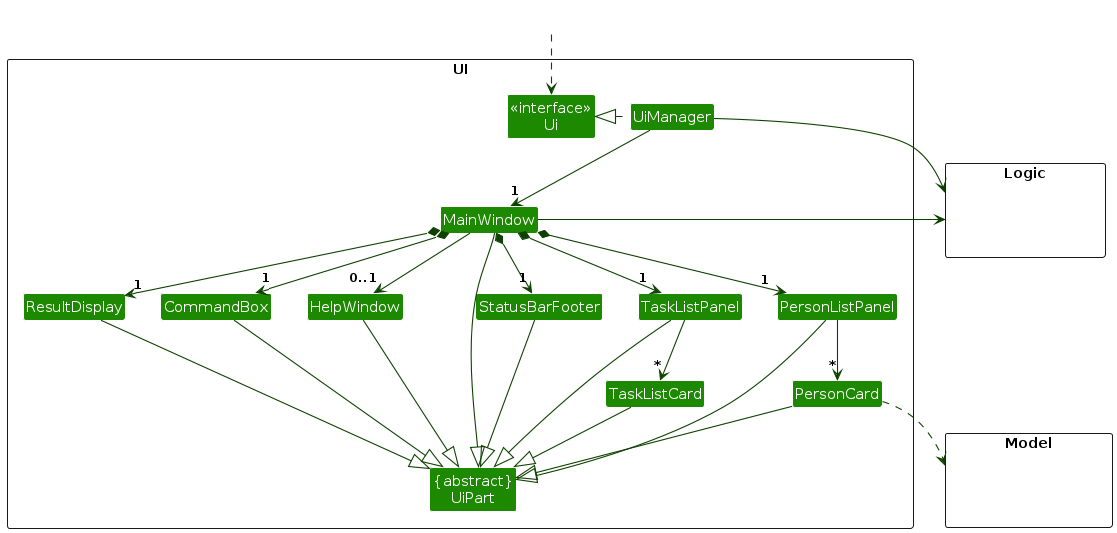 UI
«interface»
Ui
UiManager
Logic
1
MainWindow
1
1
0..1
1
1
1
ResultDisplay
CommandBox
HelpWindow
StatusBarFooter
TaskListPanel
PersonListPanel
*
*
TaskListCard
PersonCard
Model
{abstract}
UiPart